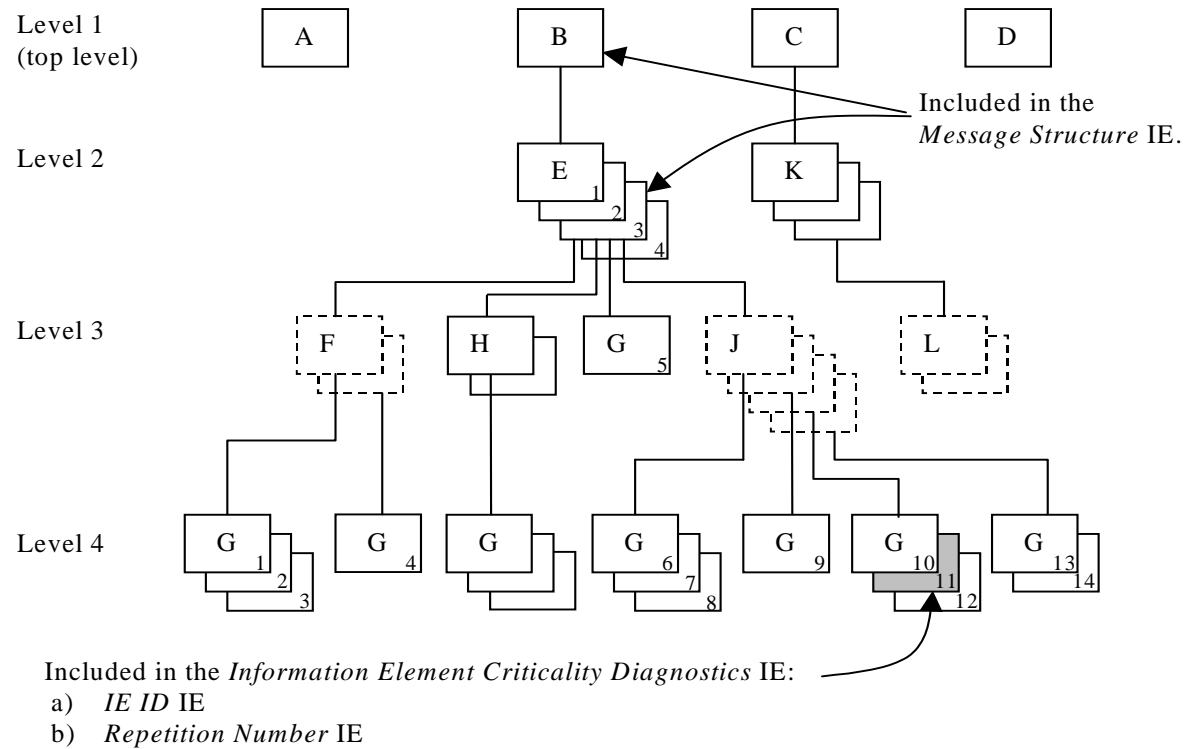 Level 1
(top level)
A
B
C
D
Included in the
Message Structure IE.
Level 2
E
1
2
3
4
K
Level 3
F
H
G
5
J
L
Level 4
G
1
2
3
G
4
G
G
6
7
8
G
9
G
10
11
12
G
13
14
Included in the Information Element Criticality Diagnostics IE:
a) IE ID IE
b) Repetition Number IE